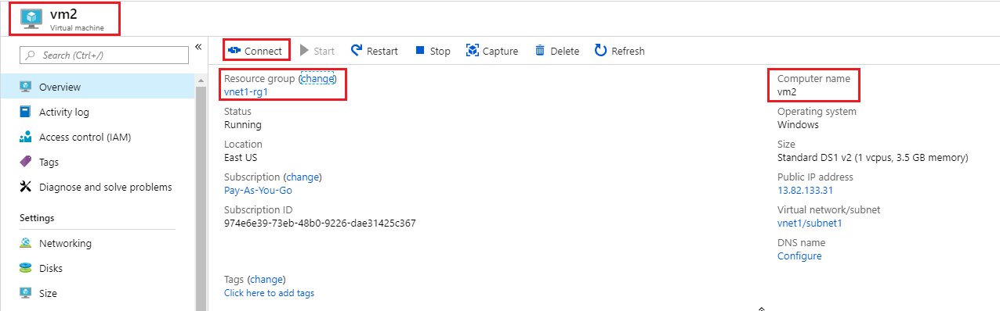 vm2
Virtual machine
Search (Ctrl+/)
«
Overview
Activity log
Access control (IAM)
Tags
Diagnose and solve problems
Settings
Networking
Disks
Size
Connect Start Restart Stop Capture Delete Refresh
Resource group (change)
vnet1-rg1
Status
Running
Location
East US
Subscription (change)
Pay-As-You-Go
Subscription ID
974e6e39-73eb-48b0-9226-dae31425c367
Tags (change)
Click here to add tags
Computer name
vm2
Operating system
Windows
Size
Standard DS1 v2 (1 vcpus, 3.5 GB memory)
Public IP address
13.82.133.31
Virtual network/subnet
vnet1/subnet1
DNS name
Configure